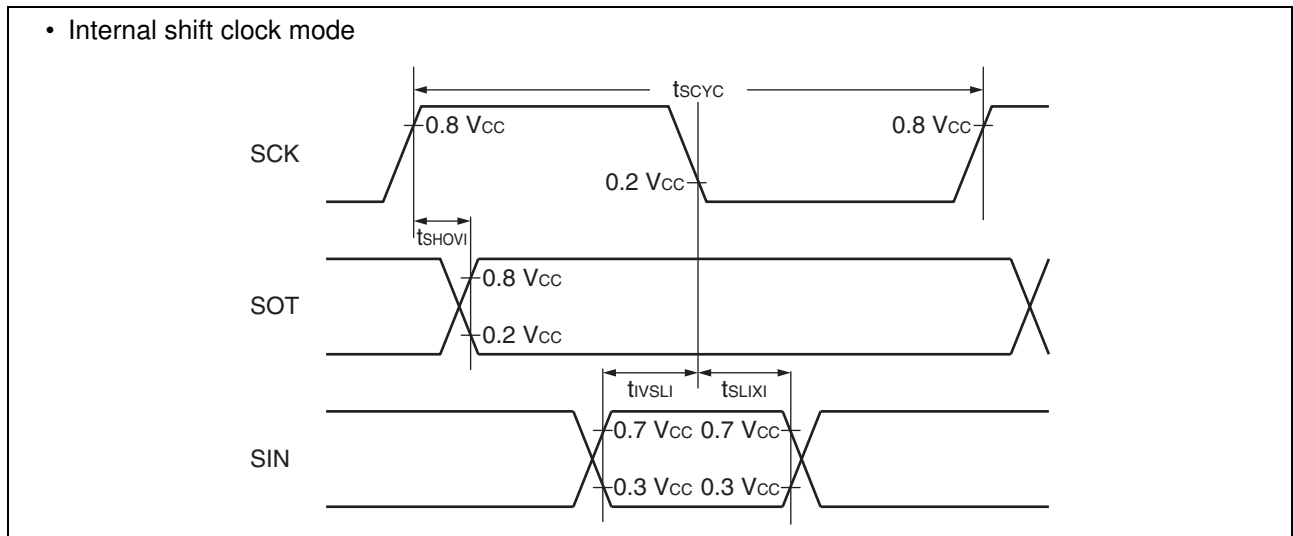 • Internal shift clock mode
tSCYC
SCK
0.8 VCC
0.8 VCC
0.2 VCC
tSHOVI
SOT
0.8 VCC
0.2 VCC
tIVSLI
tSLIXI
SIN
0.7 VCC 0.7 VCC
0.3 VCC 0.3 VCC